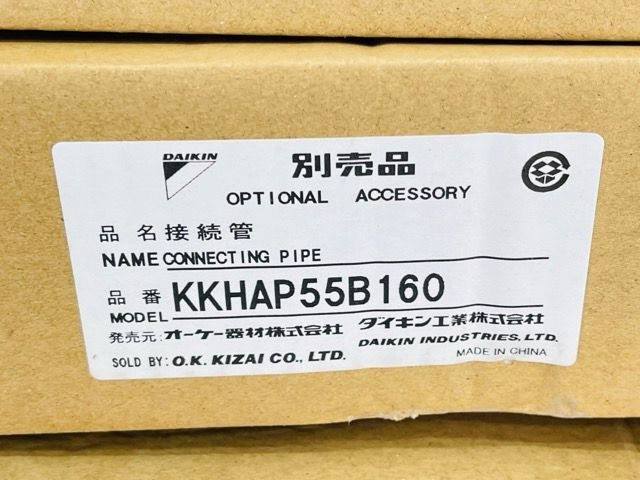 DAIKIN 別売品
OPTIONAL ACCESSORY
品名 接続管
NAME CONNECTING PIPE
品番 KKHAP55B160
MODEL
発売元: オーケー器材株式会社 ダイキン工業株式会社
SOLD BY: O.K. KIZAI CO., LTD. DAIKIN INDUSTRIES, LTD.
MADE IN CHINA